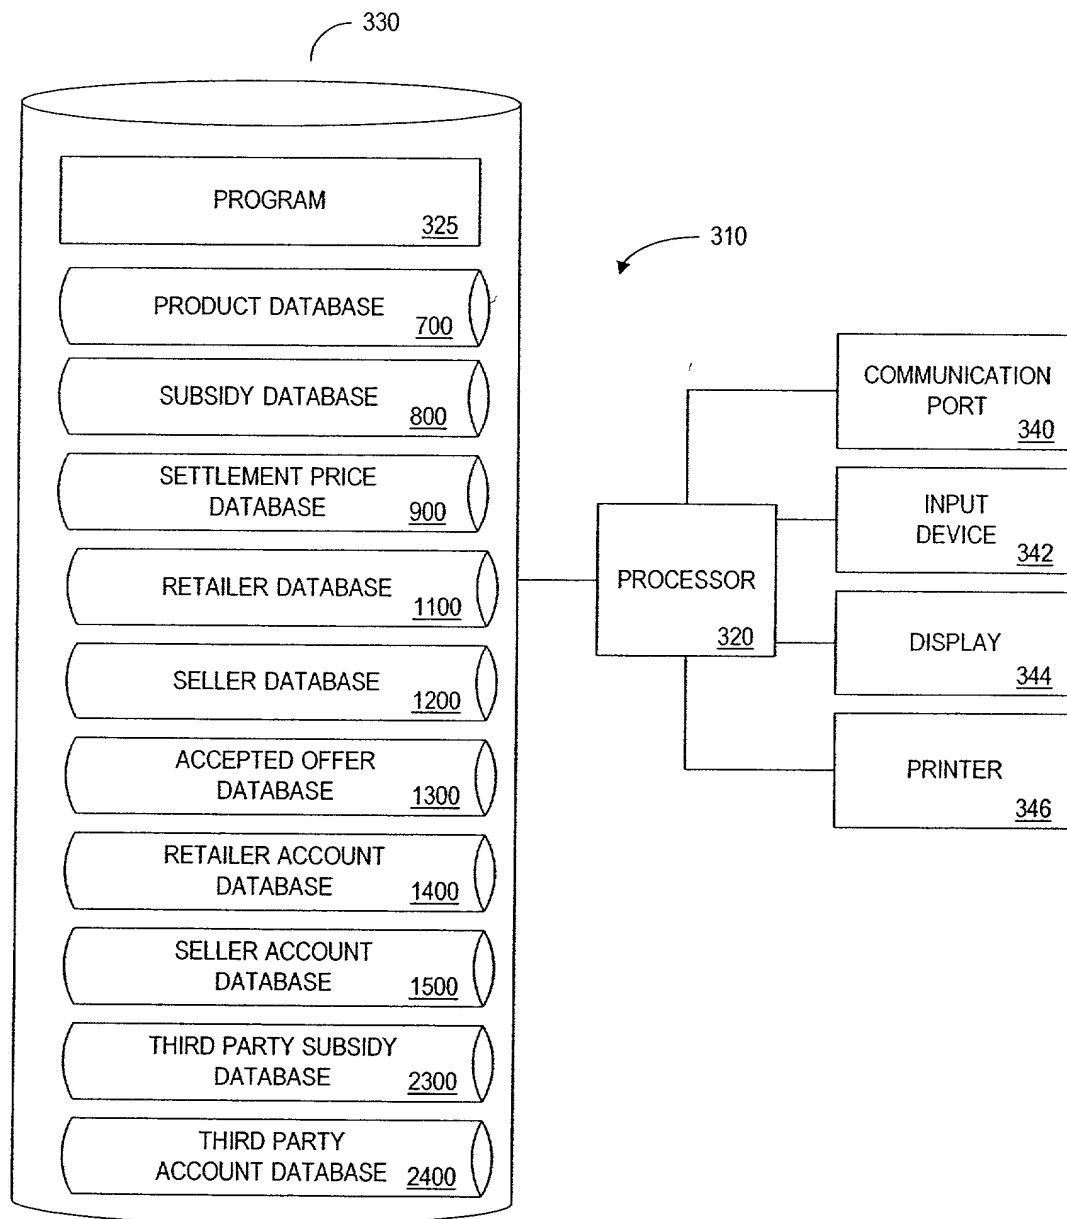 330
PROGRAM
325
310
PRODUCT DATABASE
700
SUBSIDY DATABASE
800
SETTLEMENT PRICE
DATABASE
900
RETAILER DATABASE
1100
SELLER DATABASE
1200
ACCEPTED OFFER
DATABASE
1300
RETAILER ACCOUNT
DATABASE
1400
SELLER ACCOUNT
DATABASE
1500
THIRD PARTY SUBSIDY
DATABASE
2300
THIRD PARTY
ACCOUNT DATABASE
2400
PROCESSOR
320
COMMUNICATION
PORT
340
INPUT
DEVICE
342
DISPLAY
344
PRINTER
346